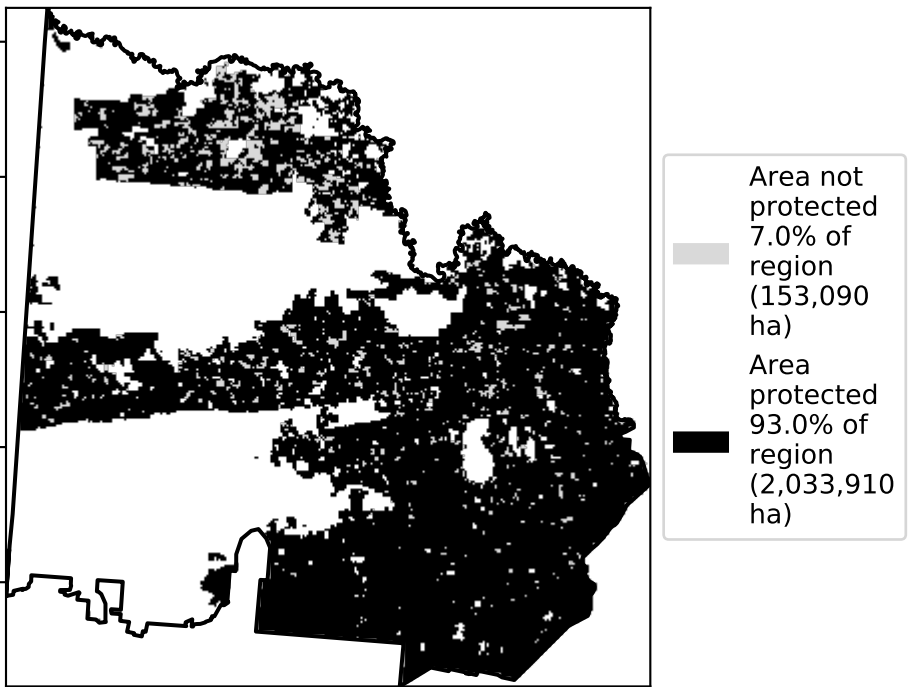 Area not
protected
7.0% of
region
(153,090
ha)
Area
protected
93.0% of
region
(2,033,910
ha)